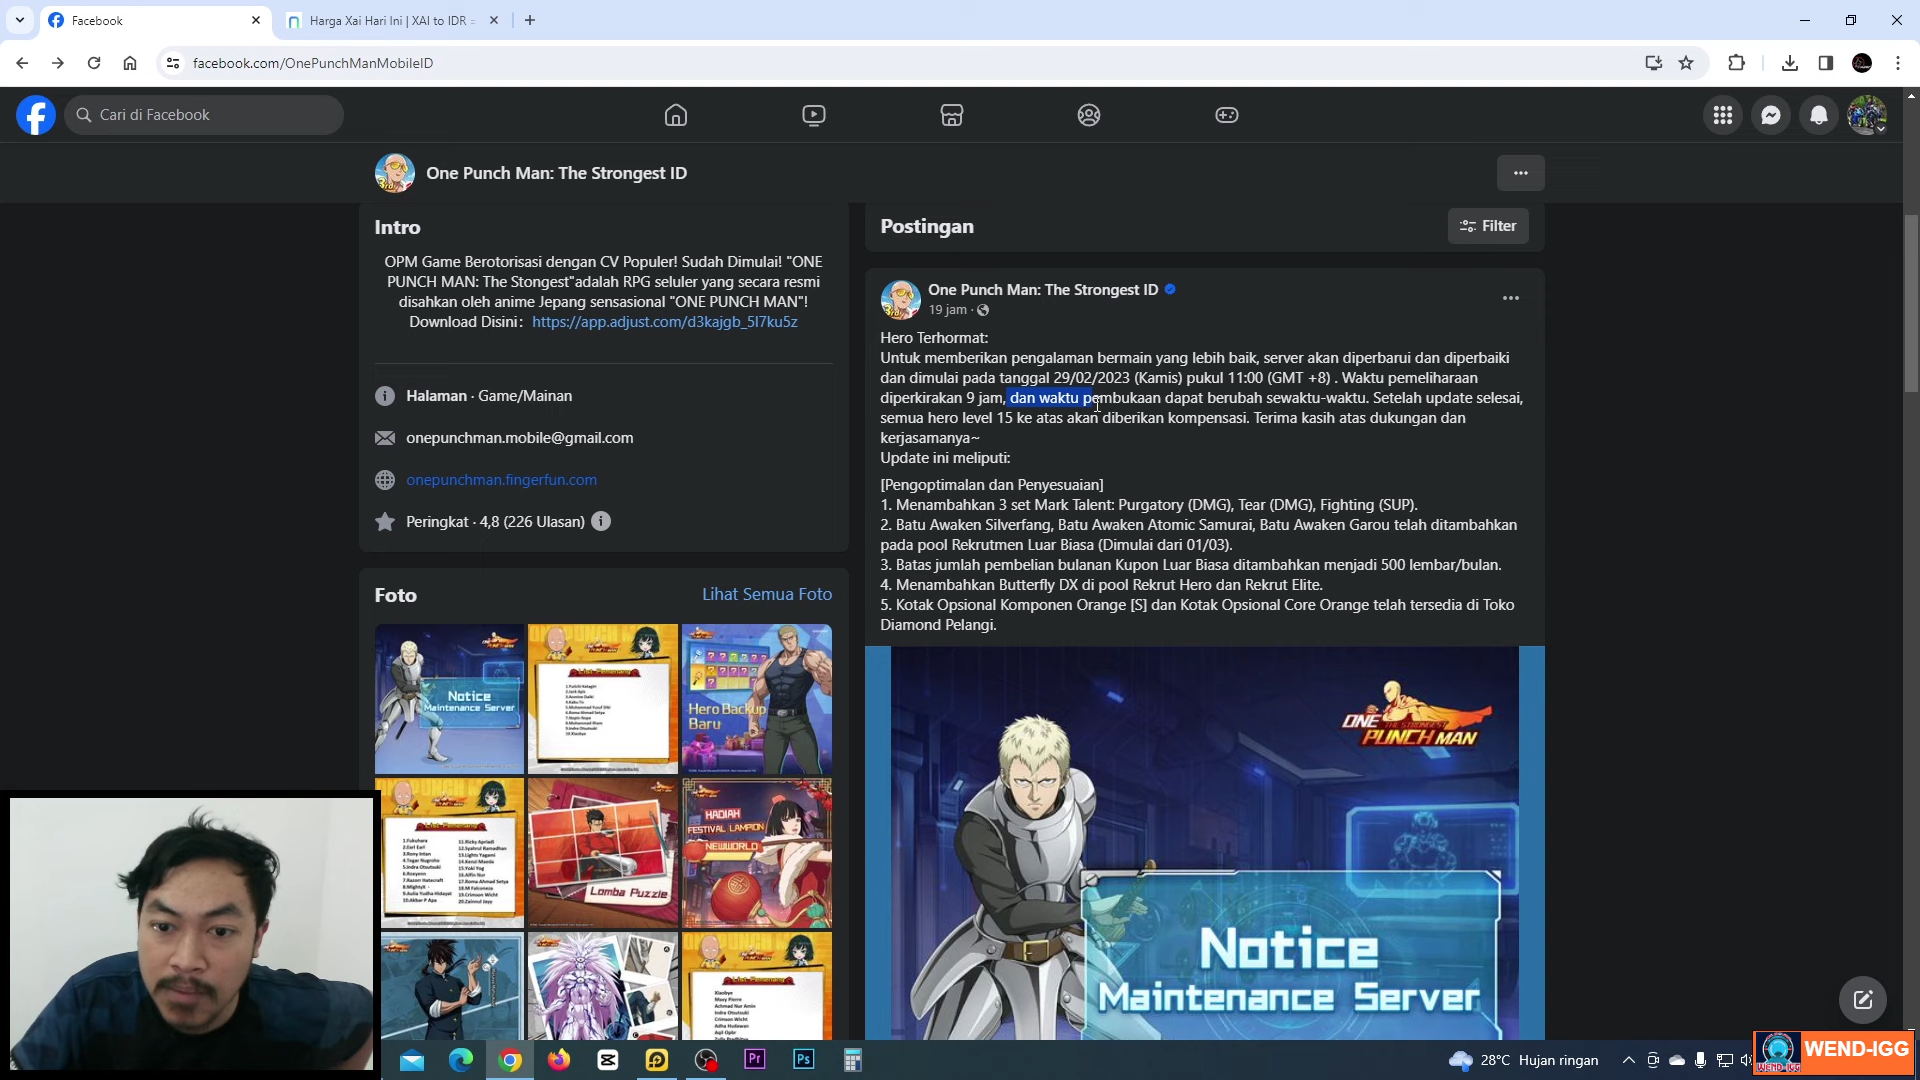 Facebook
Harga Xai Hari Ini | XAI to IDR =
facebook.com/OnePunchManMobileID
Cari di Facebook
One Punch Man: The Strongest ID
Intro
OPM Game Berotorisasi dengan CV Populer! Sudah Dimulai! "ONE
PUNCH MAN: The Stongest"adalah RPG seluler yang secara resmi
disahkan oleh anime Jepang sensasional "ONE PUNCH MAN"!
Download Disini： https://app.adjust.com/d3kajgb_5l7ku5z
Halaman · Game/Mainan
onepunchman.mobile@gmail.com
onepunchman.fingerfun.com
Peringkat · 4,8 (226 Ulasan)
Foto
Lihat Semua Foto
Notice
Maintenance Server
List Pemenang
Hero Backup
Baru
List Pemenang
Lomba Puzzle
HADIAH
FESTIVAL LAMPION
NEWWORLD
Postingan
Filter
One Punch Man: The Strongest ID
19 jam ·
Hero Terhormat:
Untuk memberikan pengalaman bermain yang lebih baik, server akan diperbarui dan diperbaiki
dan dimulai pada tanggal 29/02/2023 (Kamis) pukul 11:00 (GMT +8) . Waktu pemeliharaan
diperkirakan 9 jam, dan waktu pembukaan dapat berubah sewaktu-waktu. Setelah update selesai,
semua hero level 15 ke atas akan diberikan kompensasi. Terima kasih atas dukungan dan
kerjasamanya~
Update ini meliputi:
[Pengoptimalan dan Penyesuaian]
1. Menambahkan 3 set Mark Talent: Purgatory (DMG), Tear (DMG), Fighting (SUP).
2. Batu Awaken Silverfang, Batu Awaken Atomic Samurai, Batu Awaken Garou telah ditambahkan
pada pool Rekrutmen Luar Biasa (Dimulai dari 01/03).
3. Batas jumlah pembelian bulanan Kupon Luar Biasa ditambahkan menjadi 500 lembar/bulan.
4. Menambahkan Butterfly DX di pool Rekrut Hero dan Rekrut Elite.
5. Kotak Opsional Komponen Orange [S] dan Kotak Opsional Core Orange telah tersedia di Toko
Diamond Pelangi.
ONE PUNCH MAN
THE STRONGEST
Notice
Maintenance Server
Pr
Ps
28°C Hujan ringan
WEND-IGG